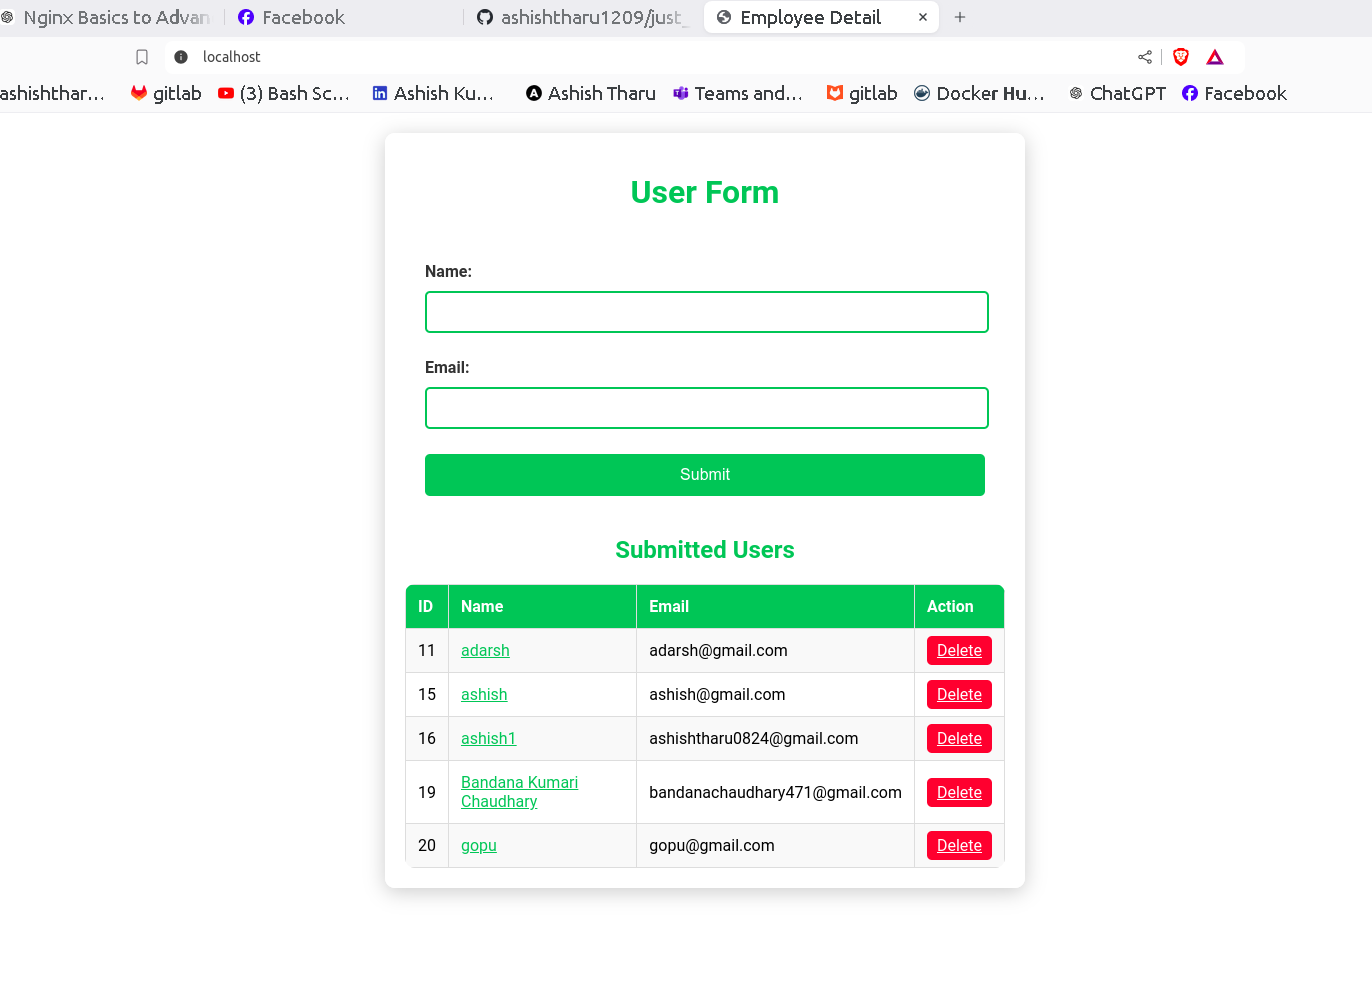 Nginx Basics to Advan
Facebook
ashishtharu1209/just_
Employee Detail
localhost
ashishthar...
gitlab
(3) Bash Sc...
Ashish Ku...
Ashish Tharu
Teams and...
gitlab
Docker Hu...
ChatGPT
Facebook
User Form
Name:
Email:
Submit
Submitted Users
ID Name Email Action
11 adarsh adarsh@gmail.com Delete
15 ashish ashish@gmail.com Delete
16 ashish1 ashishtharu0824@gmail.com Delete
19 Bandana Kumari
Chaudhary bandanachaudhary471@gmail.com Delete
20 gopu gopu@gmail.com Delete